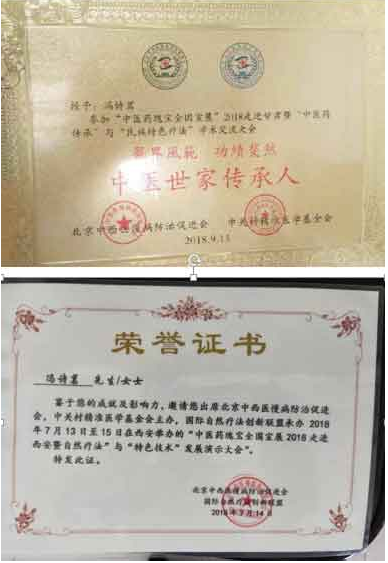 授予：冯诗茗
参加“中医药瑰宝全国宣展”2018走进甘肃暨“中医药
传承”与“民族特色疗法”学术交流大会
医界风范 功绩斐然
中医世家传承人
北京中西医慢病防治促进会 中关村精准医学基金会
2018.9.15
荣誉证书
冯诗茗 先生/女士
鉴于您的成就及影响力，邀请您出席北京中西医慢病防治促进
会，中关村精准医学基金会主办，国际自然疗法创新联盟承办 2018
年7月13日至15日在西安举办的“中医药瑰宝全国宣展2018走进
西安暨自然疗法”与“特色技术”发展演示大会”。
特发此证。
北京中西医慢病防治促进会
国际自然疗法创新联盟
2018年7月14日